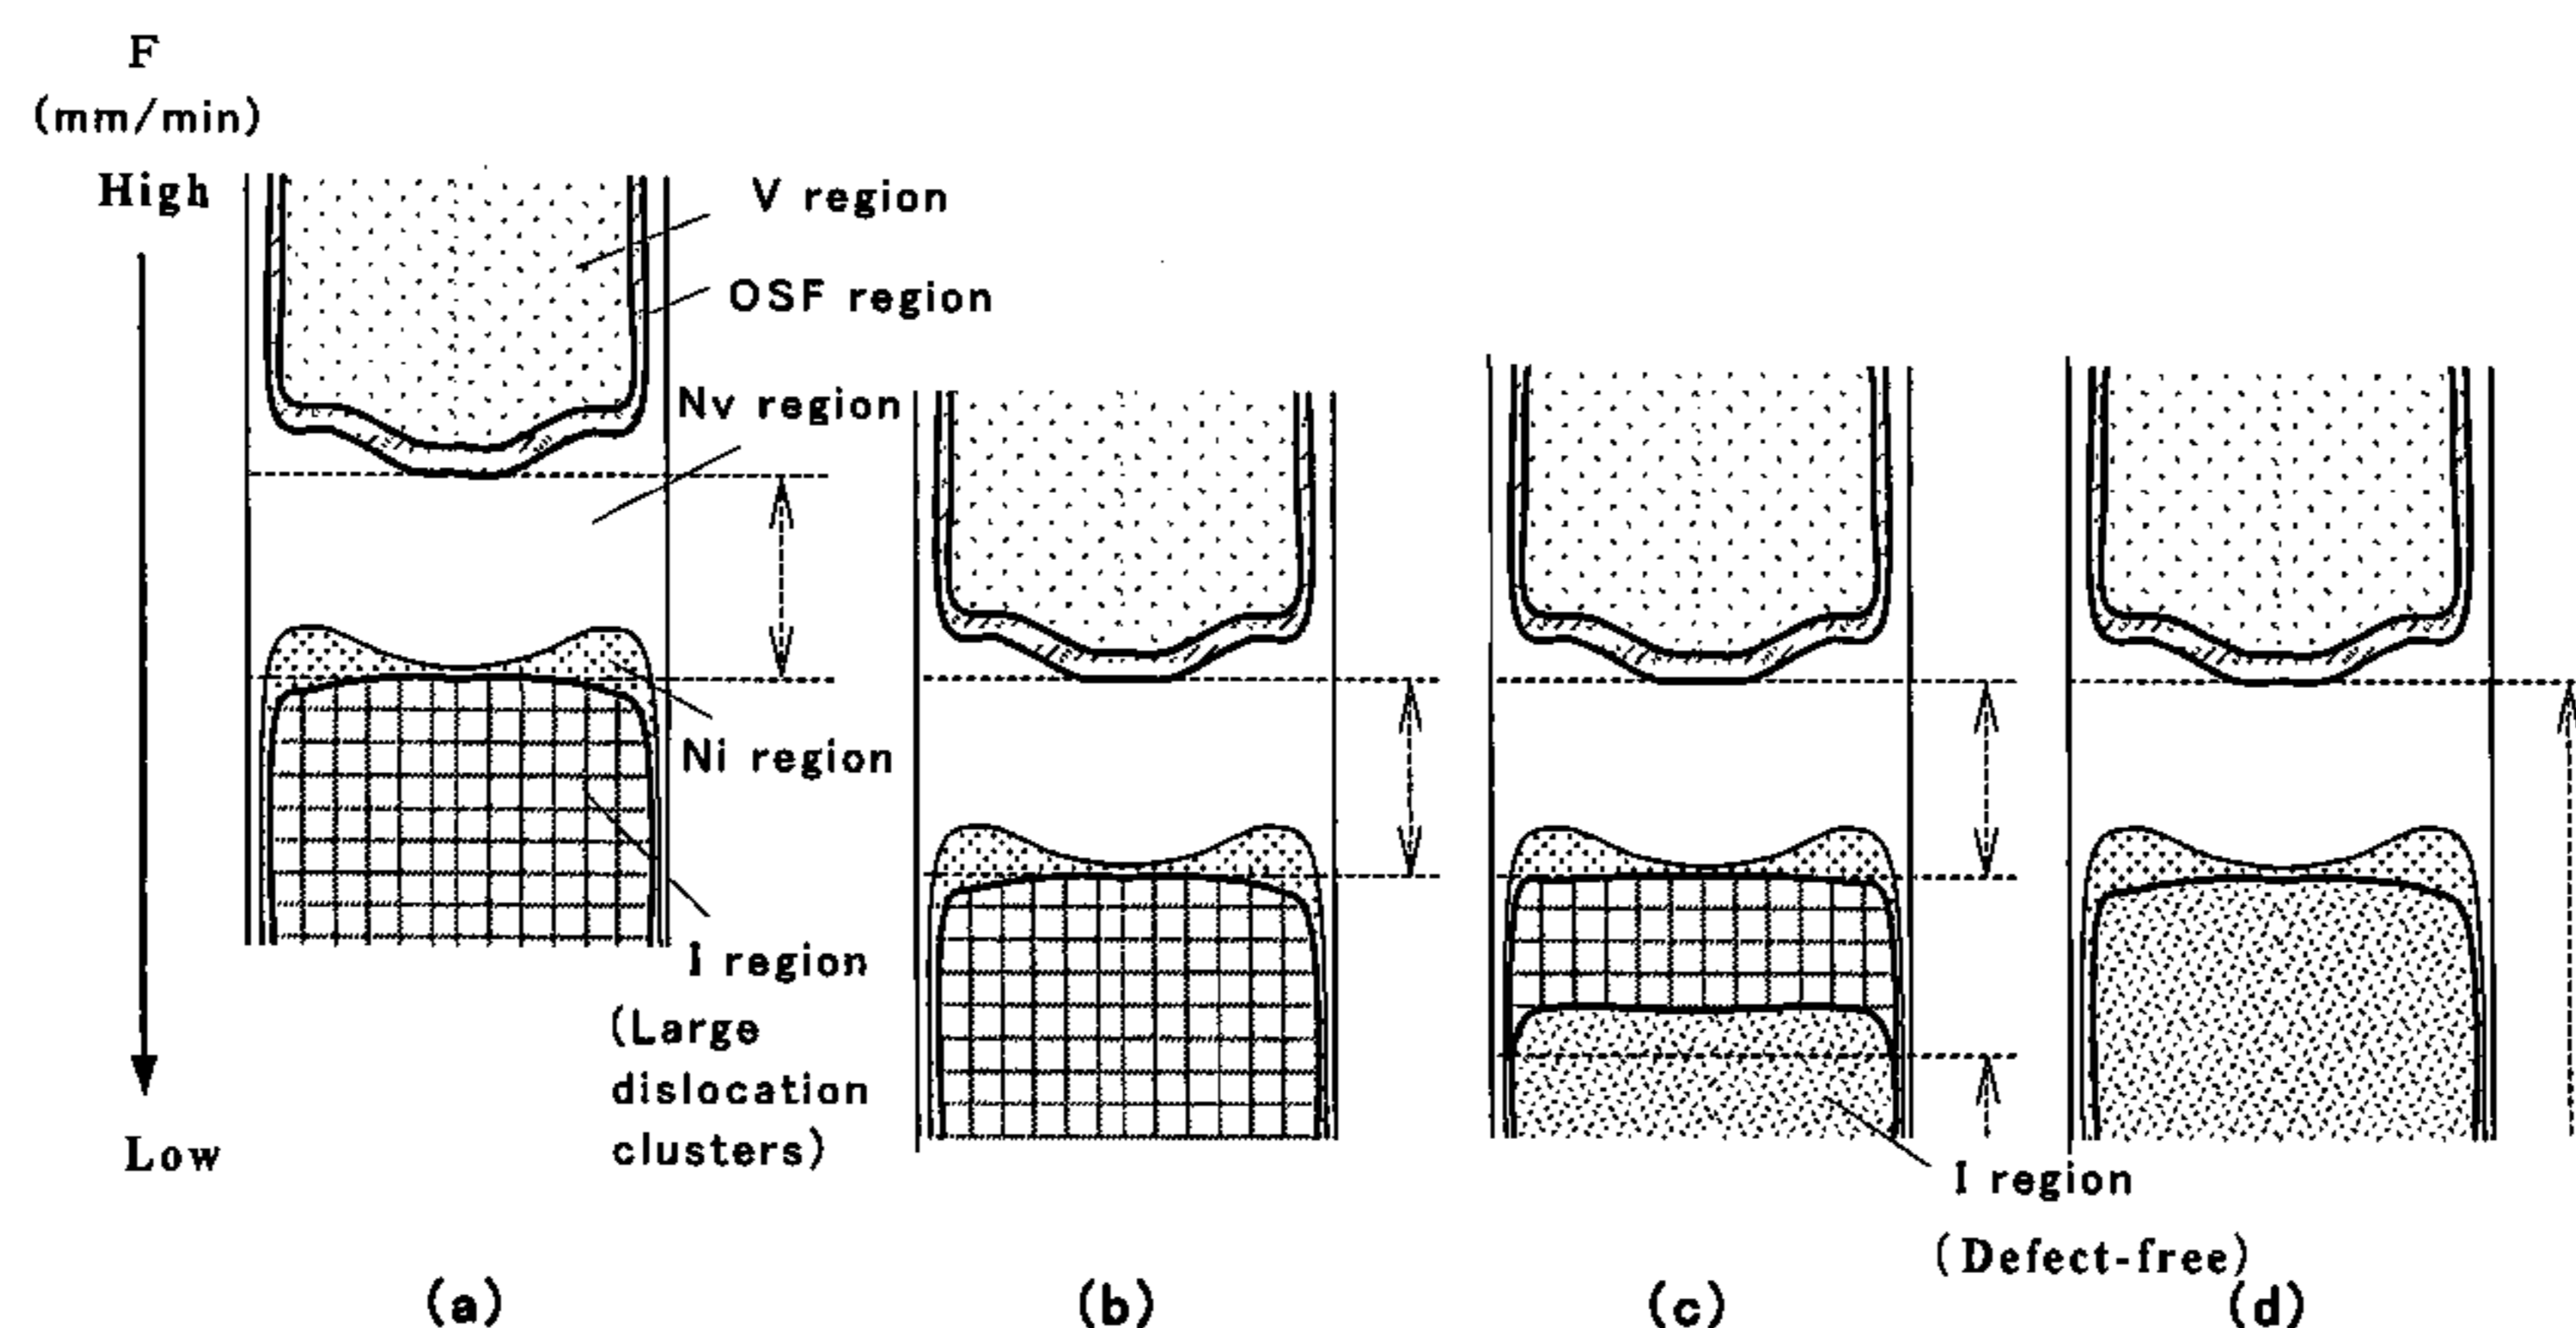 F
(mm/min)
High
V region
OSF region
Nv region
Ni region
I region
(Large
dislocation
clusters)
Low
I region
(Defect-free)
(a)
(b)
(c)
(d)